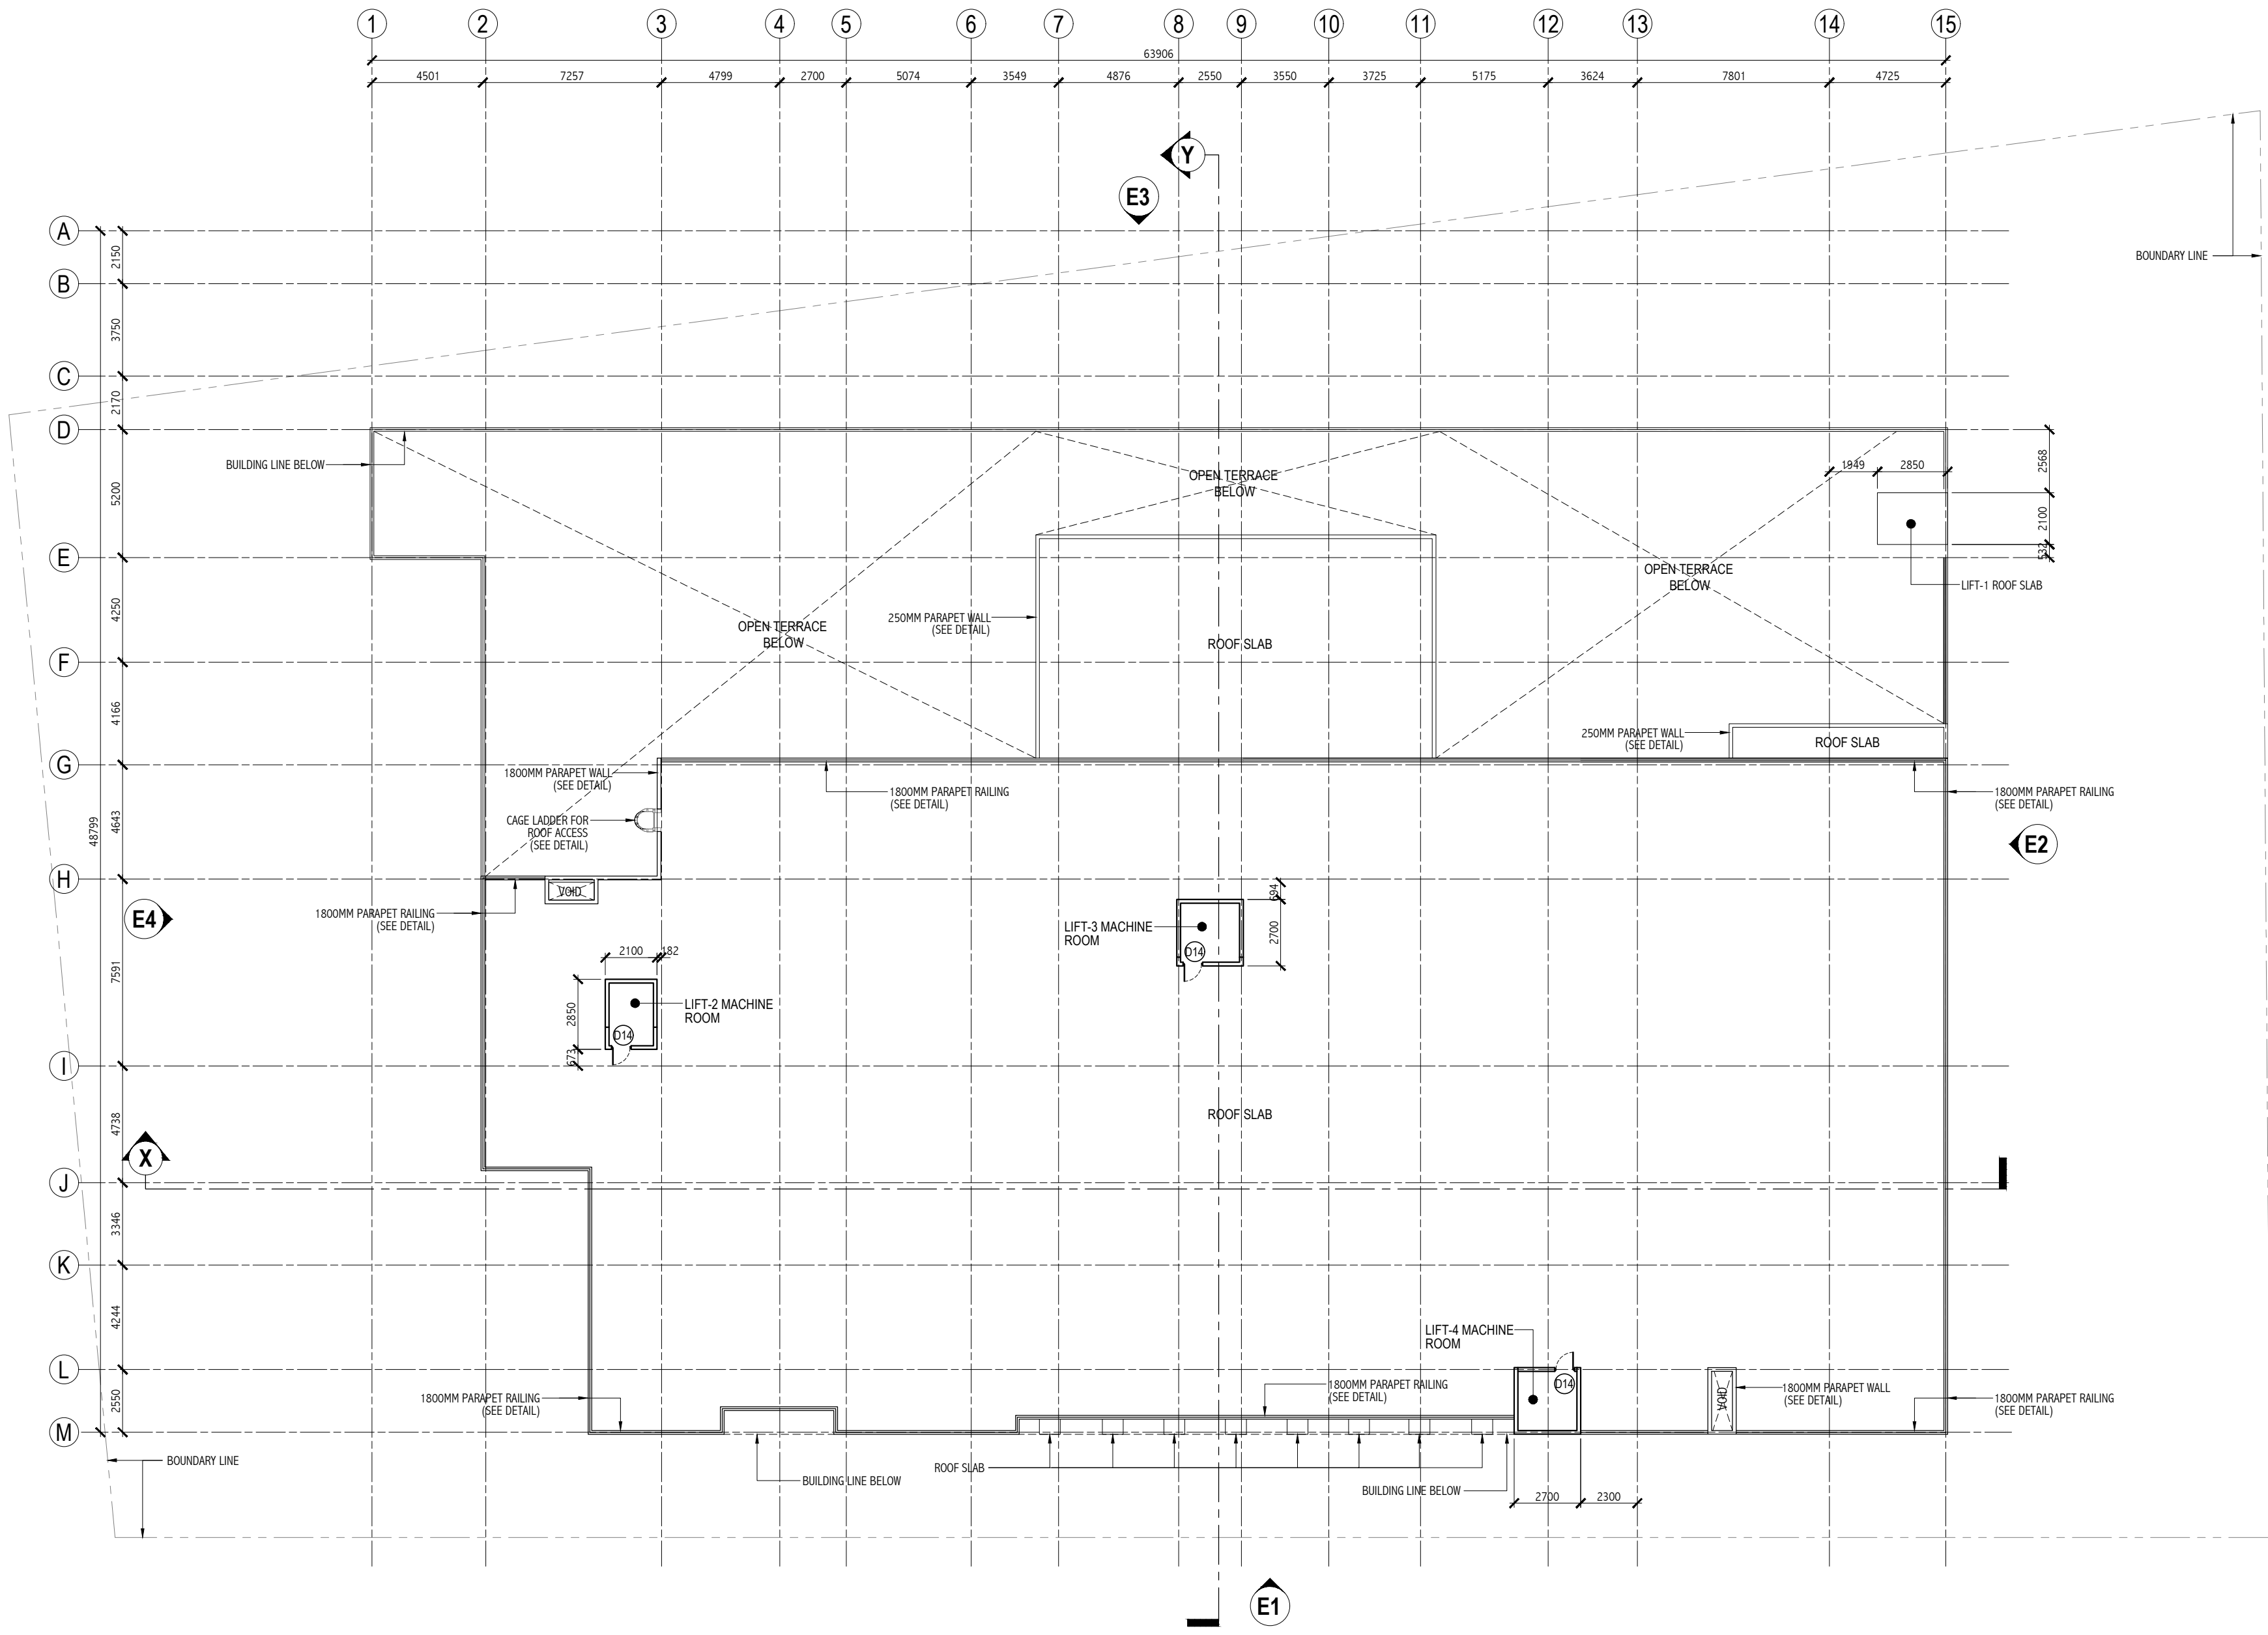 1 2 3 4 5 6 7 8 9 10 11 12 13 14 15
63906
4501 7257 4799 2700 5074 3549 4876 2550 3550 3725 5175 3624 7801 4725
Y
E3
A
2150
B
BOUNDARY LINE
3750
C
2170
D
BUILDING LINE BELOW
OPEN TERRACE
BELOW
1949 2850
2568
5200
2100
532
E
OPEN TERRACE
BELOW
LIFT-1 ROOF SLAB
4250
250MM PARAPET WALL
(SEE DETAIL)
OPEN TERRACE
BELOW
ROOF SLAB
F
4166
250MM PARAPET WALL
(SEE DETAIL)
ROOF SLAB
G
1800MM PARAPET WALL
(SEE DETAIL)
1800MM PARAPET RAILING
(SEE DETAIL)
1800MM PARAPET RAILING
(SEE DETAIL)
48799
4643
CAGE LADDER FOR
ROOF ACCESS
(SEE DETAIL)
E2
H
VOID
694
1800MM PARAPET RAILING
(SEE DETAIL)
E4
LIFT-3 MACHINE
ROOM
2700
D14
2100 182
7591
LIFT-2 MACHINE
ROOM
2850
D14
673
I
4738
ROOF SLAB
X
J
3346
K
4244
LIFT-4 MACHINE
ROOM
L
D14
VOID
1800MM PARAPET RAILING
(SEE DETAIL)
1800MM PARAPET RAILING
(SEE DETAIL)
1800MM PARAPET WALL
(SEE DETAIL)
1800MM PARAPET RAILING
(SEE DETAIL)
2550
M
BOUNDARY LINE
ROOF SLAB
BUILDING LINE BELOW
BUILDING LINE BELOW
2700 2300
E1